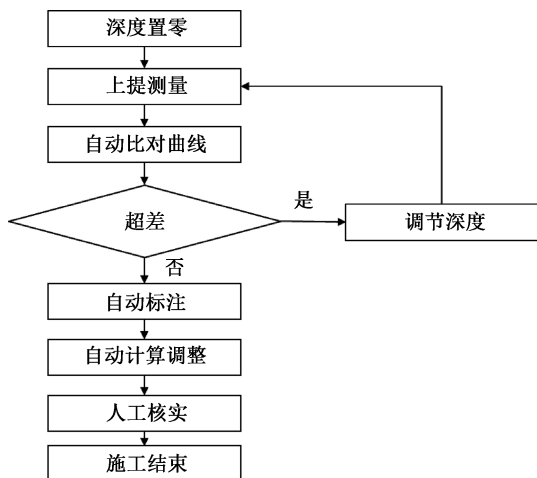 深度置零
上提测量
自动比对曲线
超差
是
调节深度
否
自动标注
自动计算调整
人工核实
施工结束